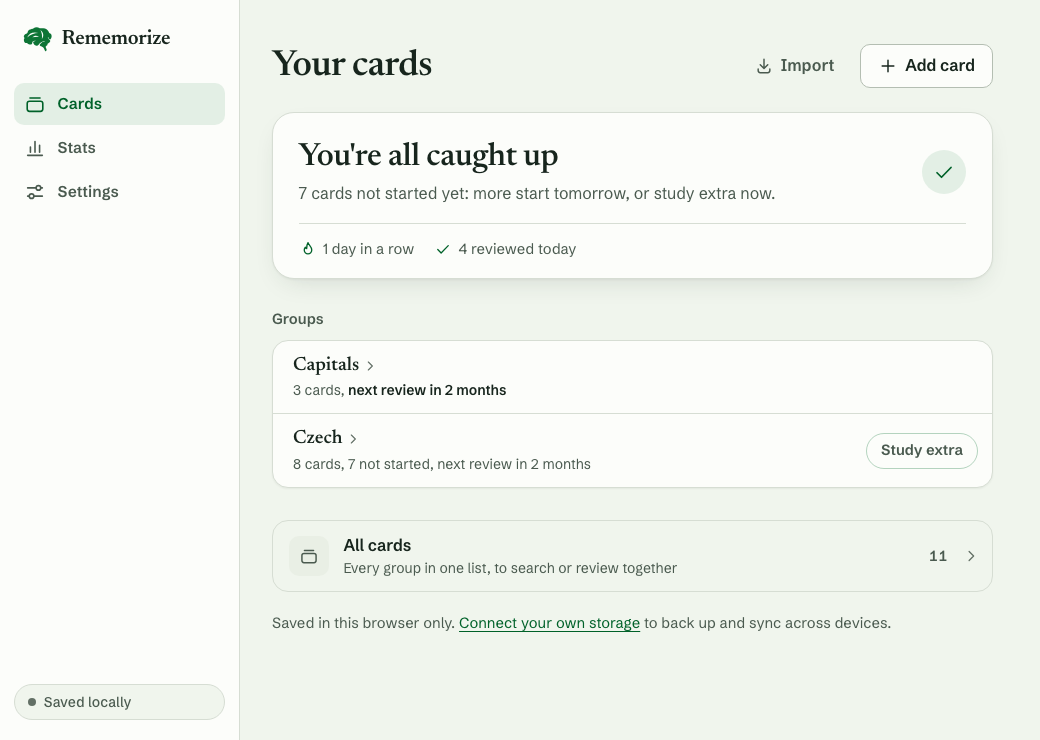 Rememorize
Cards
Stats
Settings
Saved locally
Your cards
Import
Add card
You're all caught up
7 cards not started yet: more start tomorrow, or study extra now.
1 day in a row
4 reviewed today
Groups
Capitals
3 cards, next review in 2 months
Czech
8 cards, 7 not started, next review in 2 months
Study extra
All cards
Every group in one list, to search or review together
11
Saved in this browser only. Connect your own storage to back up and sync across devices.